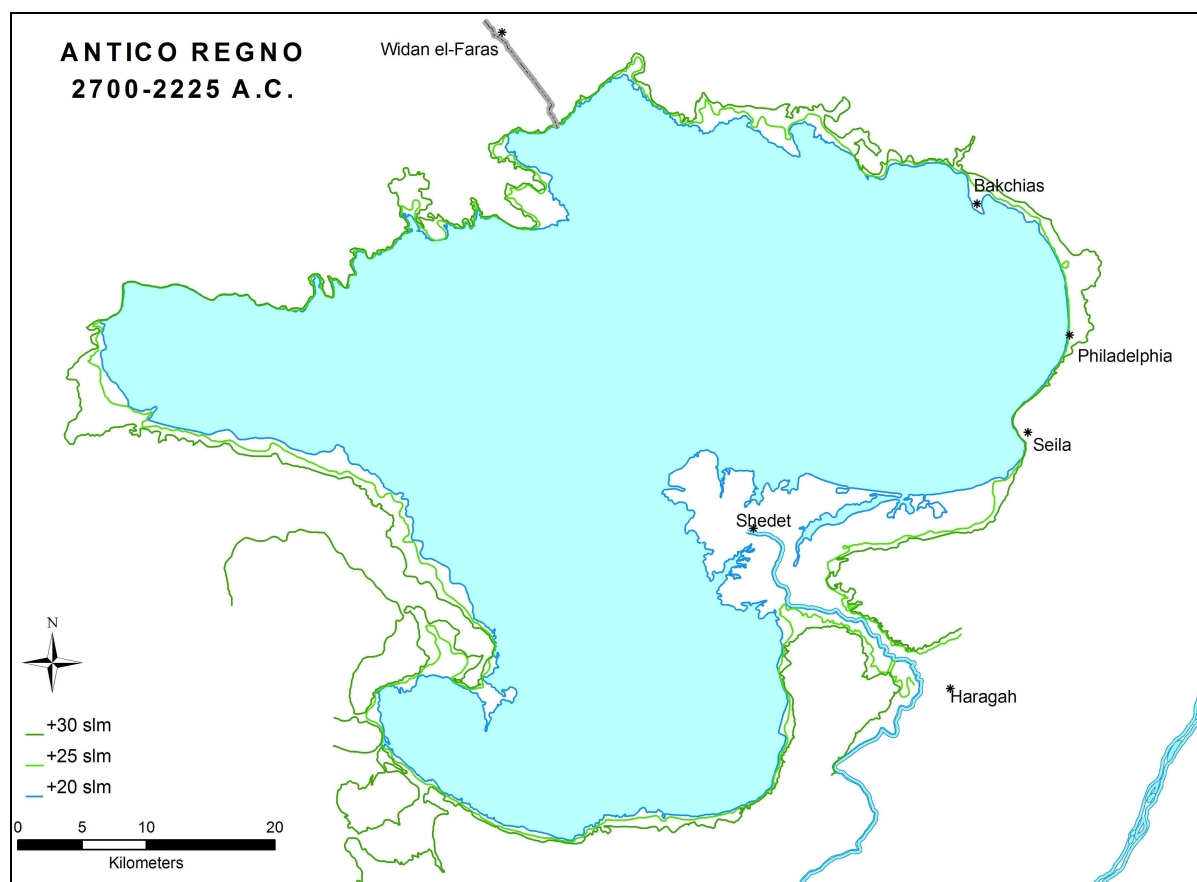 ANTICO REGNO
2700-2225 A.C.
Widan el-Faras
Bakchias
Philadelphia
Seila
Shedet
Haragah
N
+30 slm
+25 slm
+20 slm
0 5 10 20
Kilometers